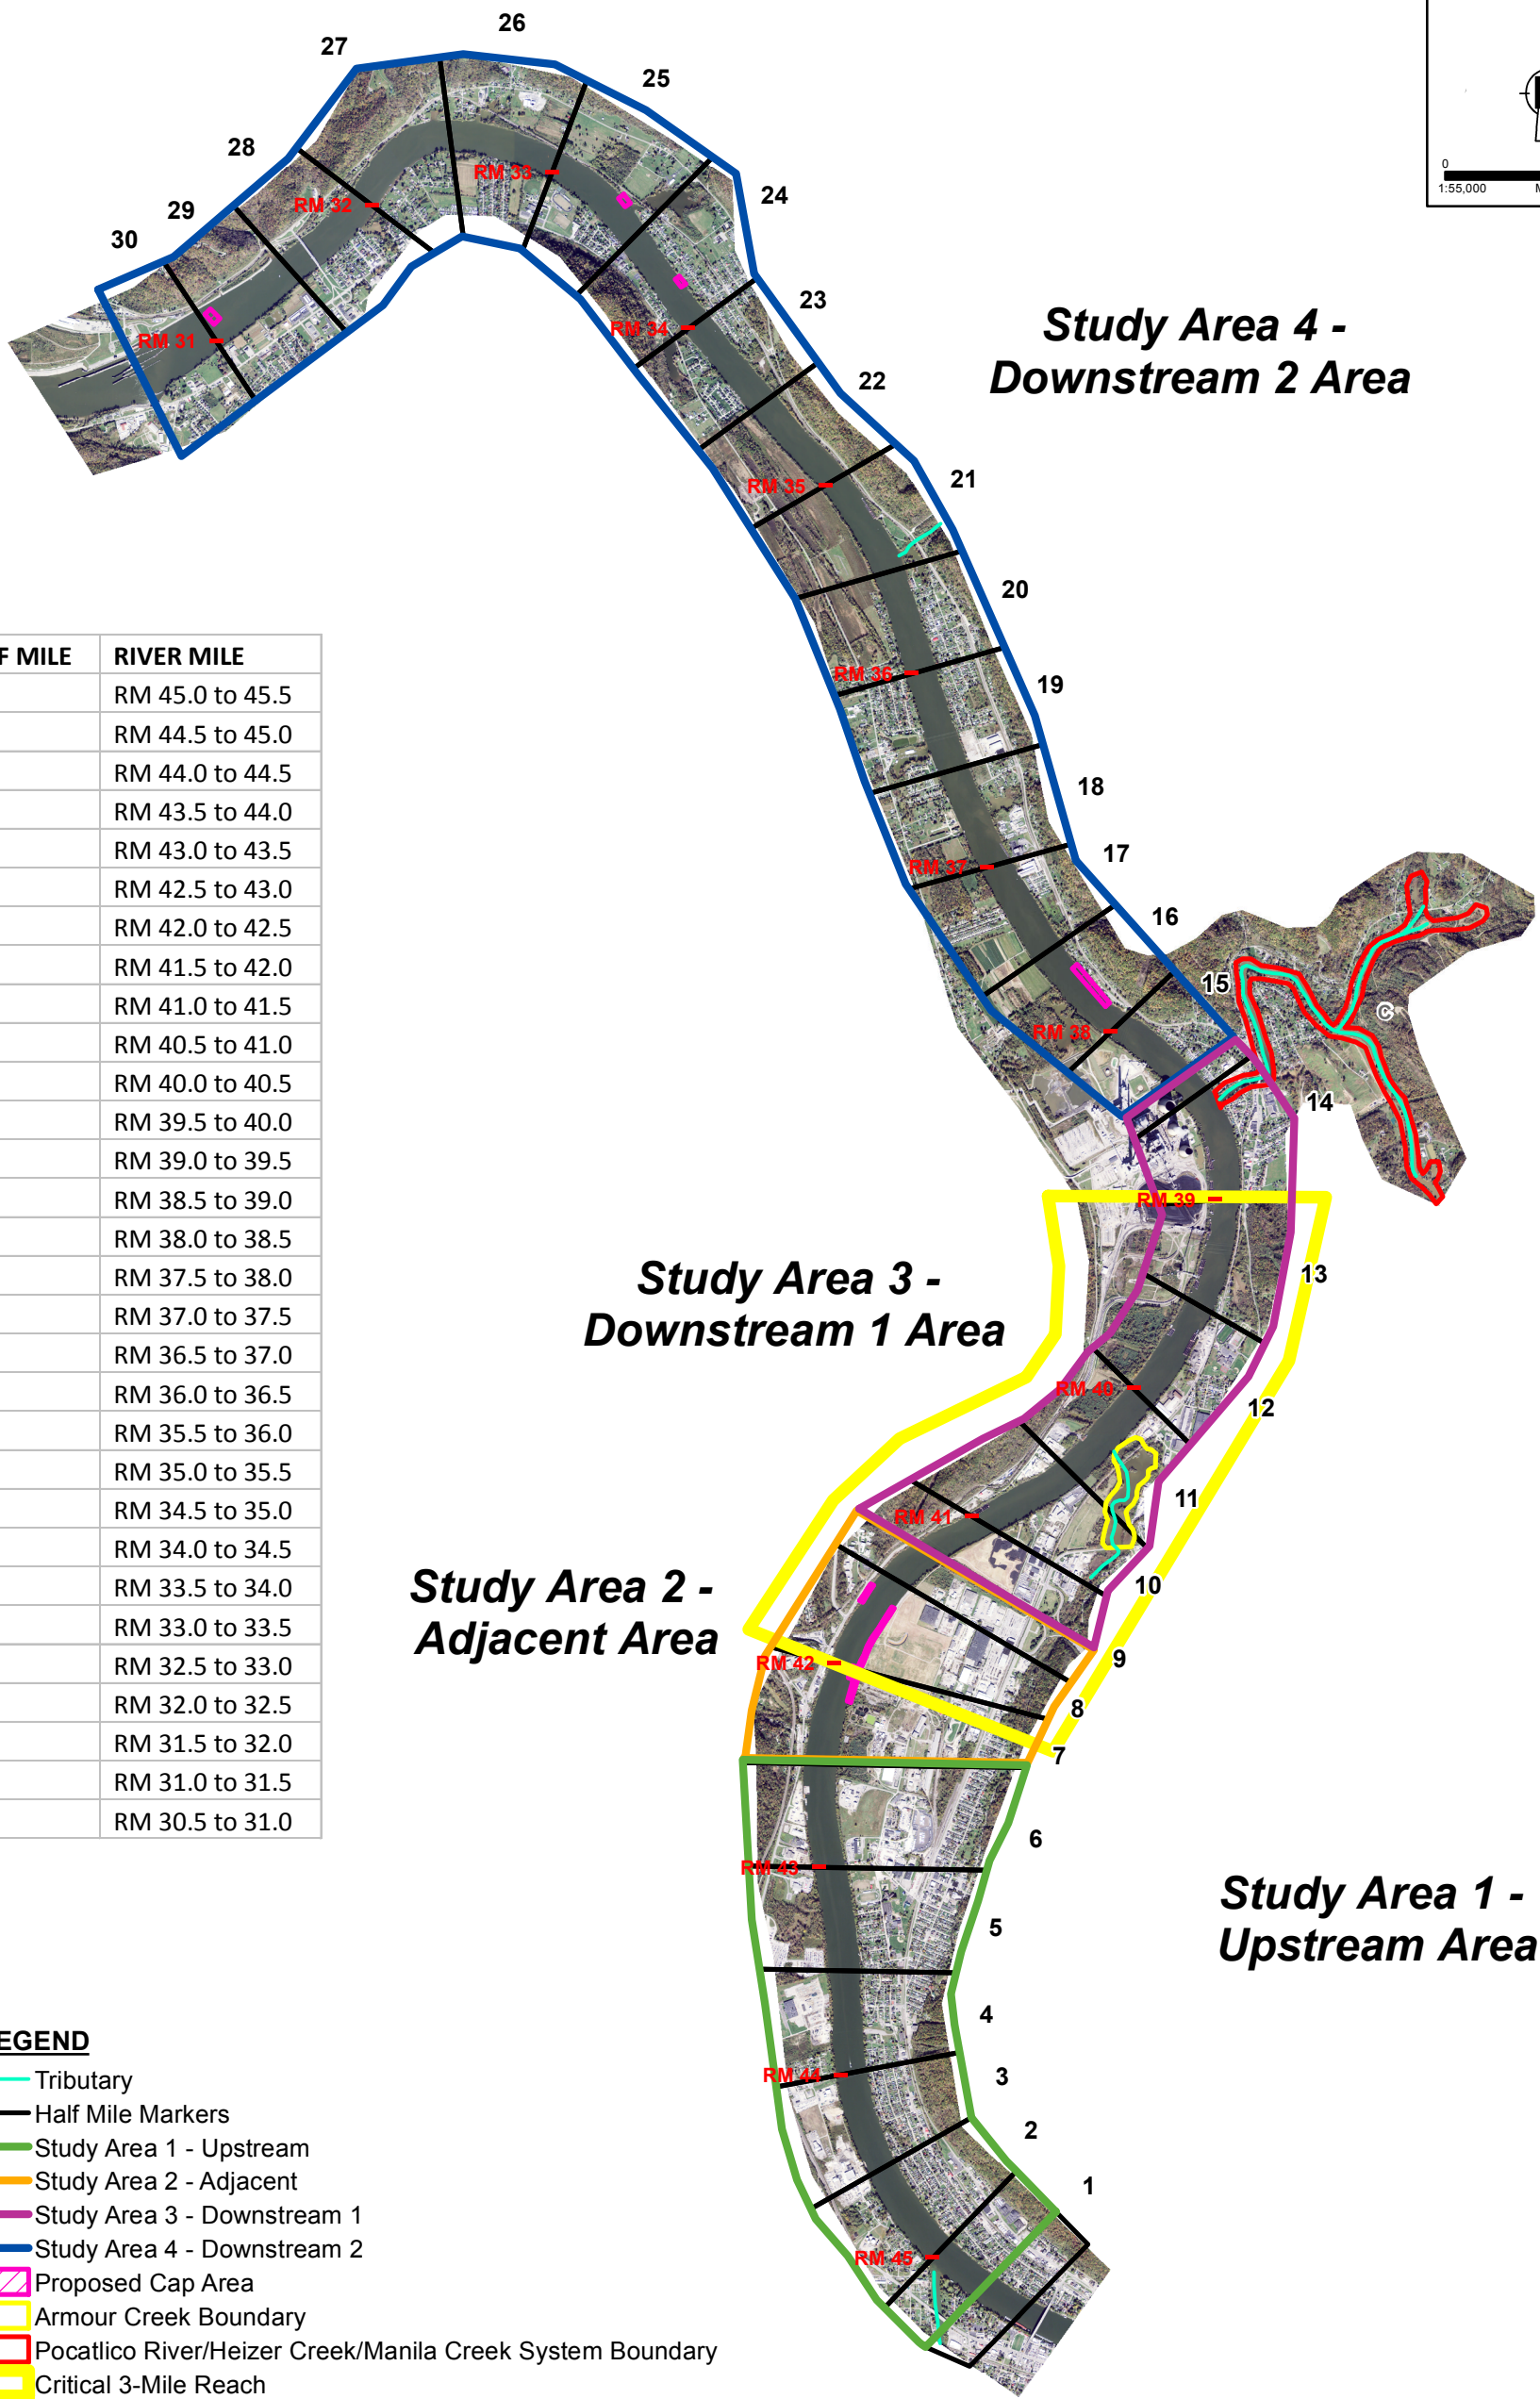 26
27
25
28
24
29
30
0
1:55,000
M
RM 33
RM 32
RM 31
RM 34
23
Study Area 4 -
Downstream 2 Area
22
RM 35
21
20
RM 36
19
18
RM 37
17
16
15
RM 38
C
14
F MILE RIVER MILE
RM 45.0 to 45.5
RM 44.5 to 45.0
RM 44.0 to 44.5
RM 43.5 to 44.0
RM 43.0 to 43.5
RM 42.5 to 43.0
RM 42.0 to 42.5
RM 41.5 to 42.0
RM 41.0 to 41.5
RM 40.5 to 41.0
RM 40.0 to 40.5
RM 39.5 to 40.0
RM 39.0 to 39.5
RM 38.5 to 39.0
RM 38.0 to 38.5
RM 37.5 to 38.0
RM 37.0 to 37.5
RM 36.5 to 37.0
RM 36.0 to 36.5
RM 35.5 to 36.0
RM 35.0 to 35.5
RM 34.5 to 35.0
RM 34.0 to 34.5
RM 33.5 to 34.0
RM 33.0 to 33.5
RM 32.5 to 33.0
RM 32.0 to 32.5
RM 31.5 to 32.0
RM 31.0 to 31.5
RM 30.5 to 31.0
RM 39
Study Area 3 -
Downstream 1 Area
13
RM 40
12
11
RM 41
10
Study Area 2 -
Adjacent Area
9
RM 42
8
7
6
RM 43
Study Area 1 -
Upstream Area
5
4
RM 44
3
2
1
RM 45
EGEND
Tributary
Half Mile Markers
Study Area 1 - Upstream
Study Area 2 - Adjacent
Study Area 3 - Downstream 1
Study Area 4 - Downstream 2
Proposed Cap Area
Armour Creek Boundary
Pocatlico River/Heizer Creek/Manila Creek System Boundary
Critical 3-Mile Reach